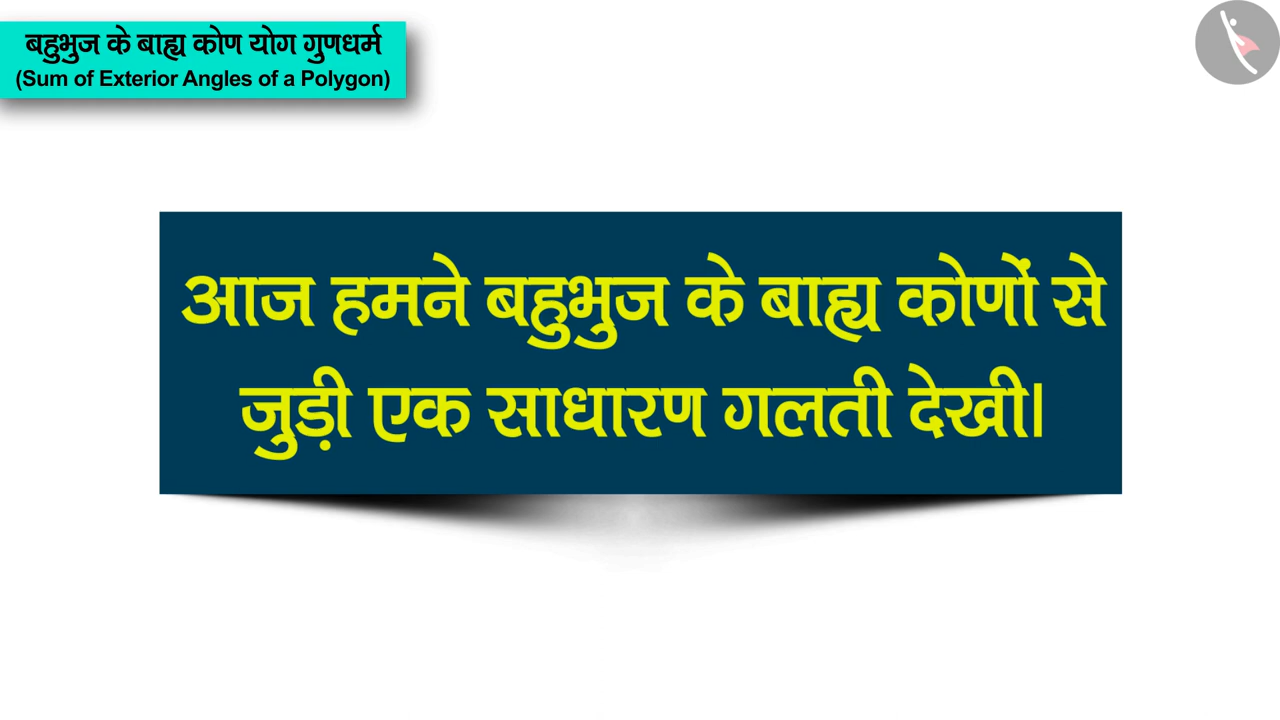 बहुभुज के बाह्य कोण योग गुणधर्म
(Sum of Exterior Angles of a Polygon)
आज हमने बहुभुज के बाह्य कोणों से
जुड़ी एक साधारण गलती देखी।